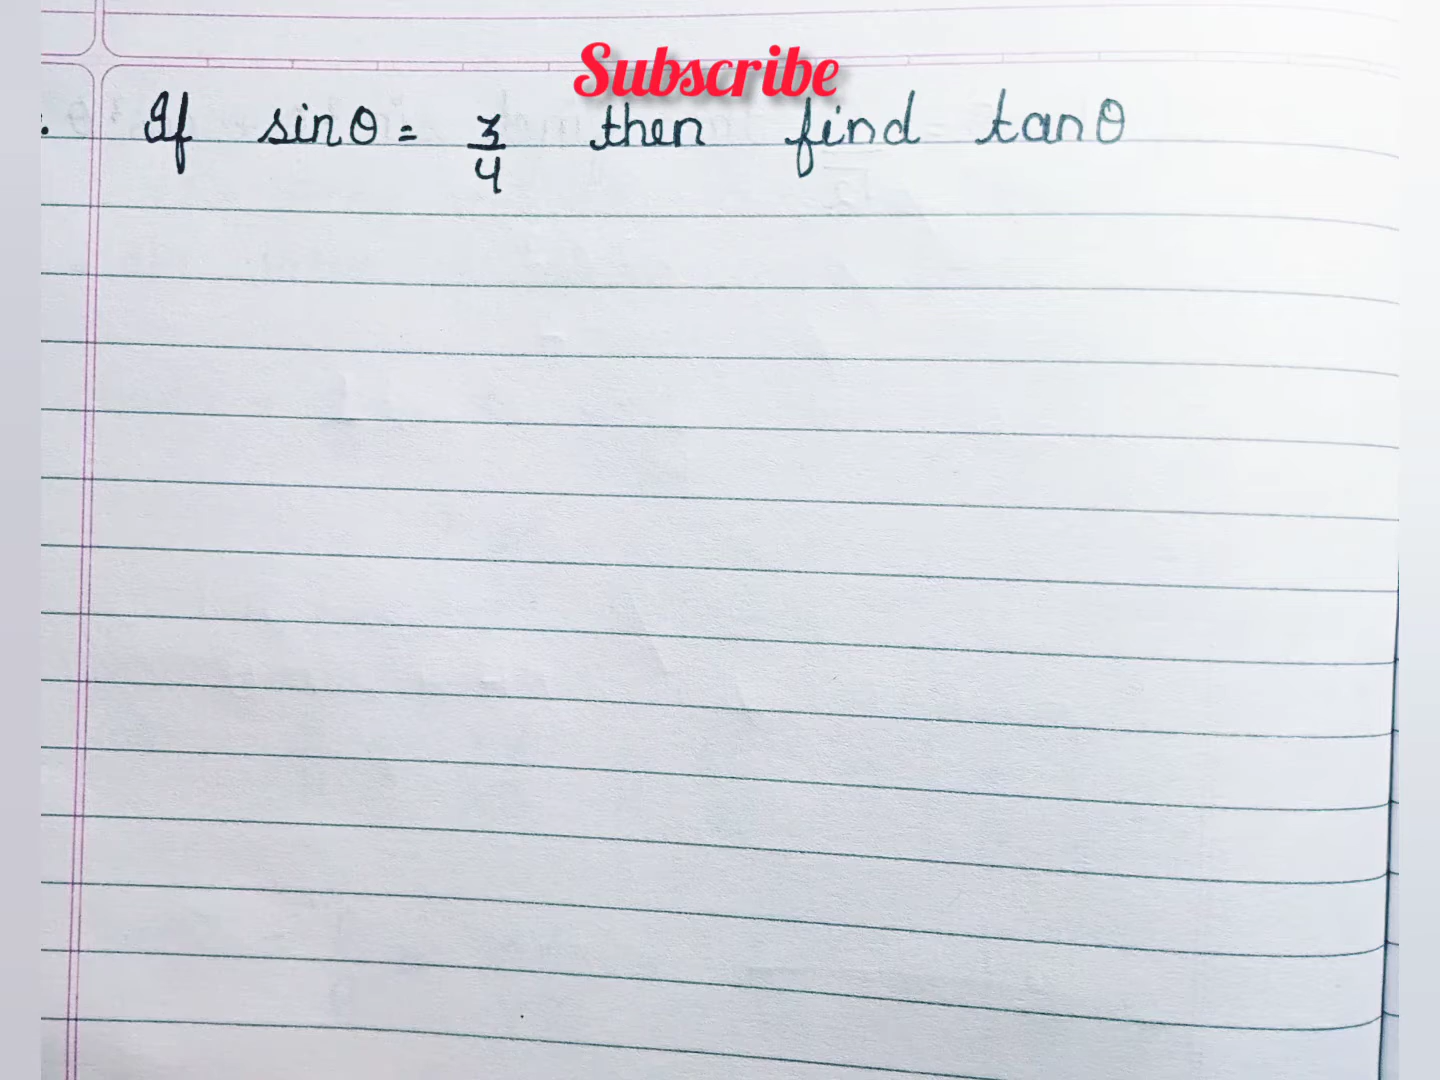 Subscribe
. If sinθ = 3/4 then find tanθ